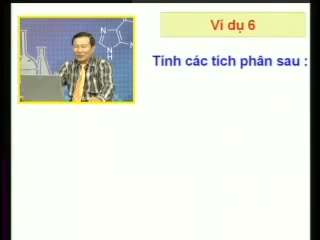 Ví dụ 6
Tính các tích phân sau :